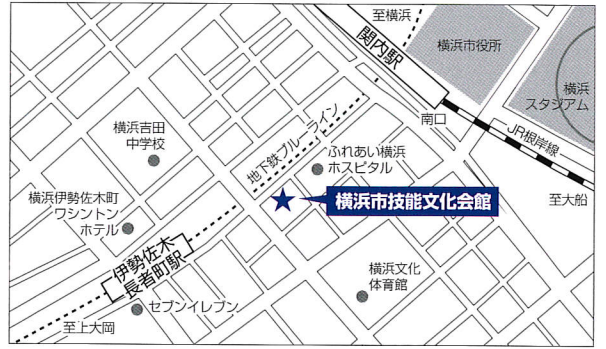 至横浜
関内駅
横浜市役所
横浜
スタジアム
南口
JR根岸線
至大船
横浜吉田
中学校
地下鉄ブルーライン
ふれあい横浜
ホスピタル
横浜市技能文化会館
横浜伊勢佐木町
ワシントン
ホテル
伊勢佐木
長者町駅
横浜文化
体育館
セブンイレブン
至上大岡